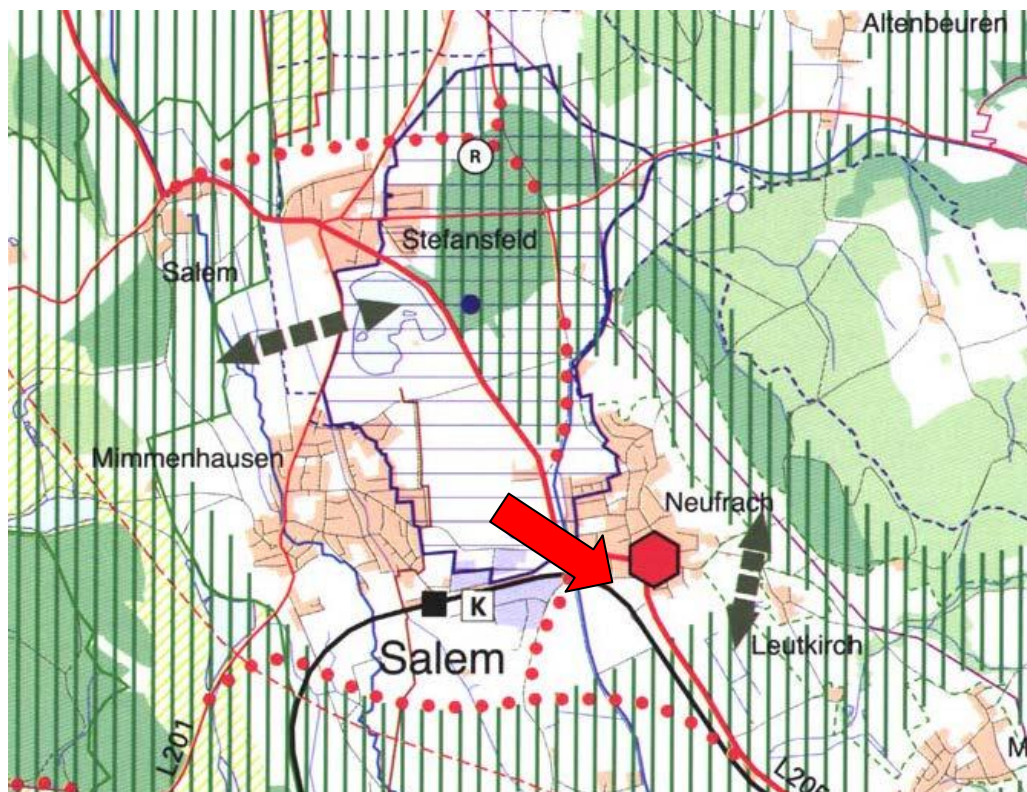 Altenbeuren
R
Stefansfeld
Salem
Mimmenhausen
Neufrach
K
Salem
Leutkirch
L201
M